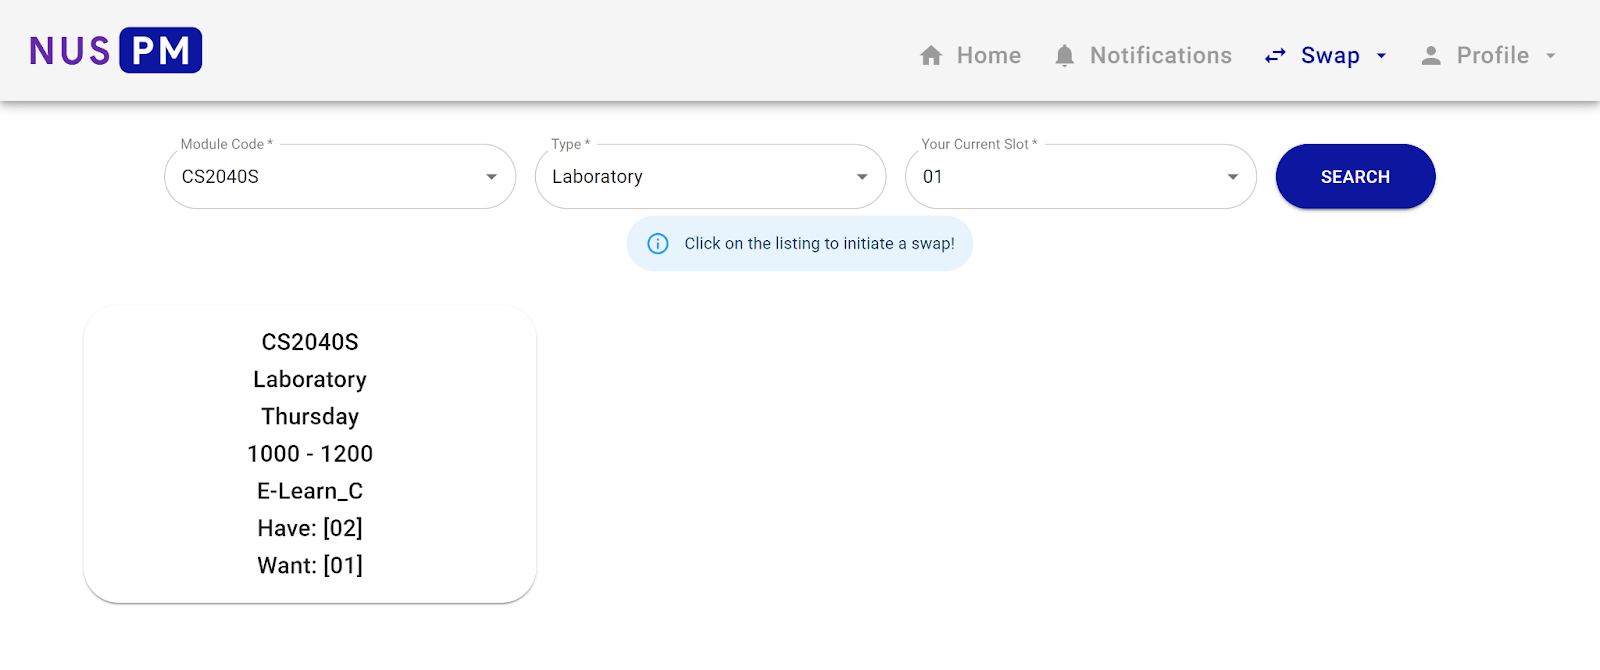 NUS PM
Home Notifications Swap Profile
Module Code * Type * Your Current Slot *
CS2040S Laboratory 01 SEARCH
Click on the listing to initiate a swap!
CS2040S
Laboratory
Thursday
1000 - 1200
E-Learn_C
Have: [02]
Want: [01]